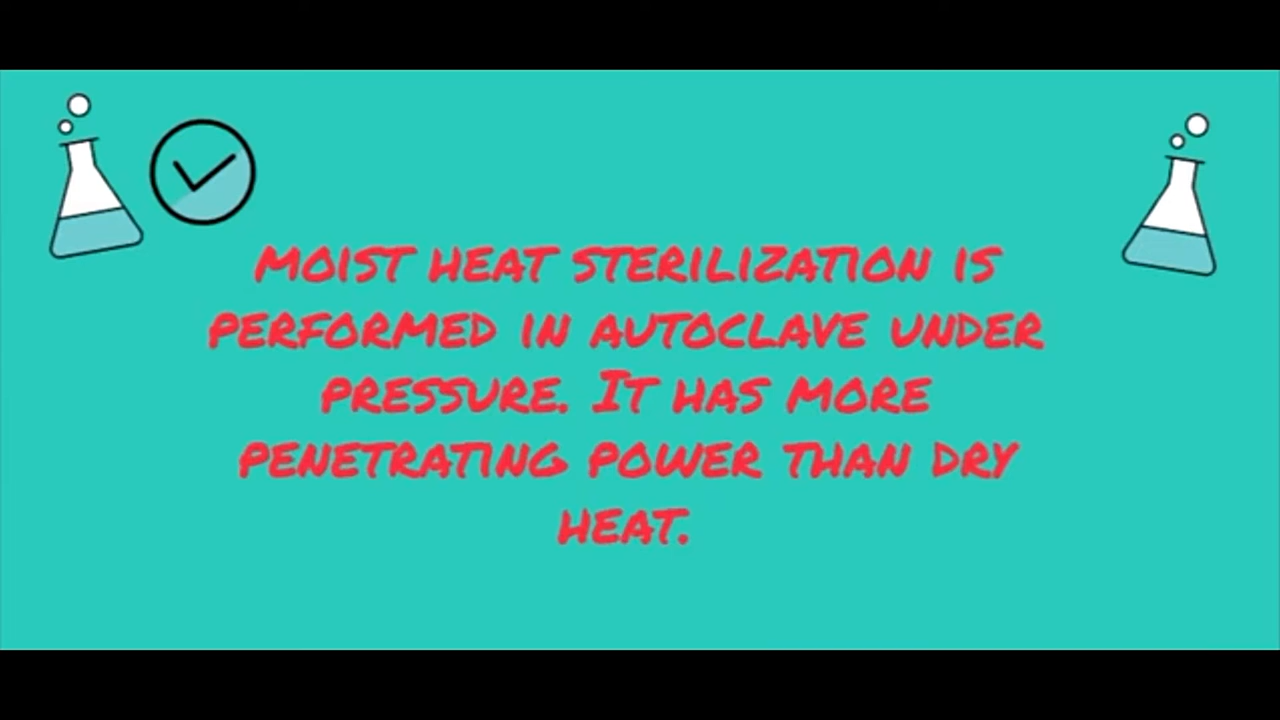 MOIST HEAT STERILIZATION IS
PERFORMED IN AUTOCLAVE UNDER
PRESSURE. IT HAS MORE
PENETRATING POWER THAN DRY
HEAT.